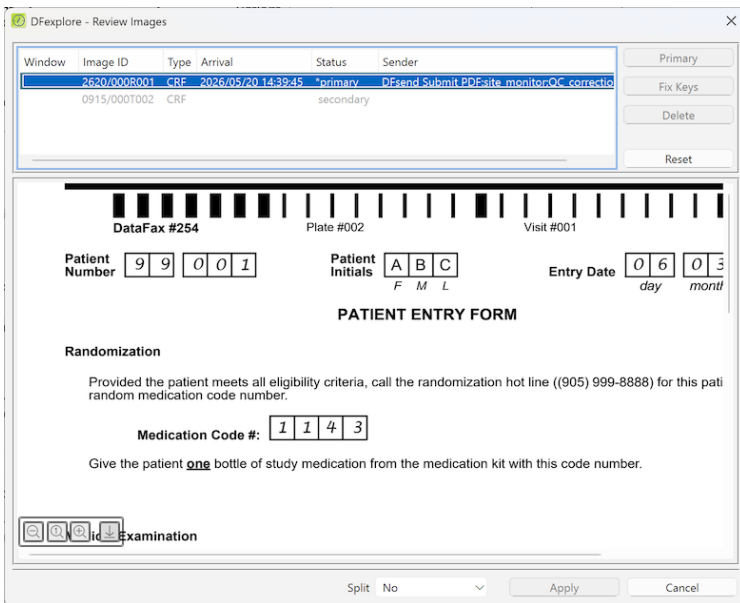 DFexplore - Review Images
Window Image ID Type Arrival Status Sender
2620/000R001 CRF 2026/05/20 14:39:45 *primary DFsend Submit PDF:site_monitor:QC_correctio
0915/000T002 CRF secondary
Primary
Fix Keys
Delete
Reset
DataFax #254 Plate #002 Visit #001
Patient Number 9 9 0 0 1 Patient Initials A B C Entry Date 0 6 0 3
F M L day month
PATIENT ENTRY FORM
Randomization
Provided the patient meets all eligibility criteria, call the randomization hot line ((905) 999-8888) for this pati
random medication code number.
Medication Code #: 1 1 4 3
Give the patient one bottle of study medication from the medication kit with this code number.
Examination
Split No Apply Cancel